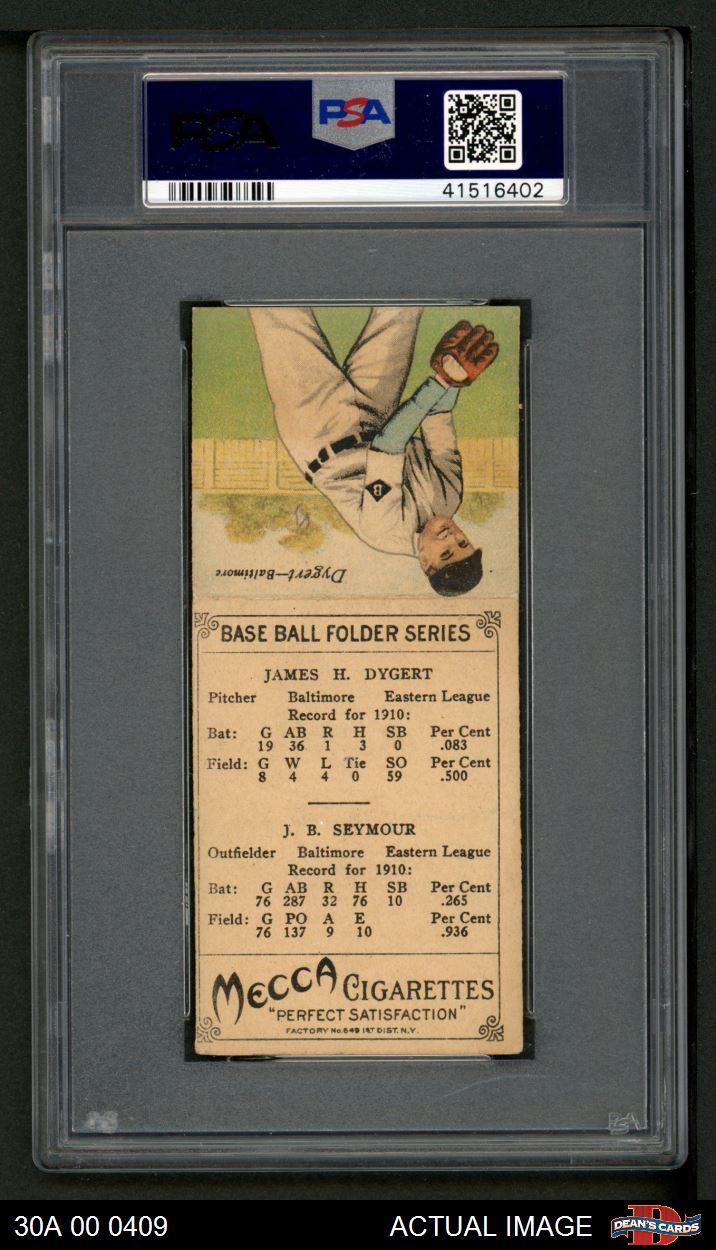 PSA
PSA
41516402
B
Dygert—Baltimore
BASE BALL FOLDER SERIES
JAMES H. DYGERT
Pitcher Baltimore Eastern League
Record for 1910:
Bat: G AB R H SB Per Cent
19 36 1 3 0 .083
Field: G W L Tie SO Per Cent
8 4 4 0 59 .500
J. B. SEYMOUR
Outfielder Baltimore Eastern League
Record for 1910:
Bat: G AB R H SB Per Cent
76 287 32 76 10 .265
Field: G PO A E Per Cent
76 137 9 10 .936
MECCA CIGARETTES
"PERFECT SATISFACTION"
FACTORY No. 649 1ST DIST. N.Y.
PSA
30A 00 0409 ACTUAL IMAGE DEAN'S CARDS